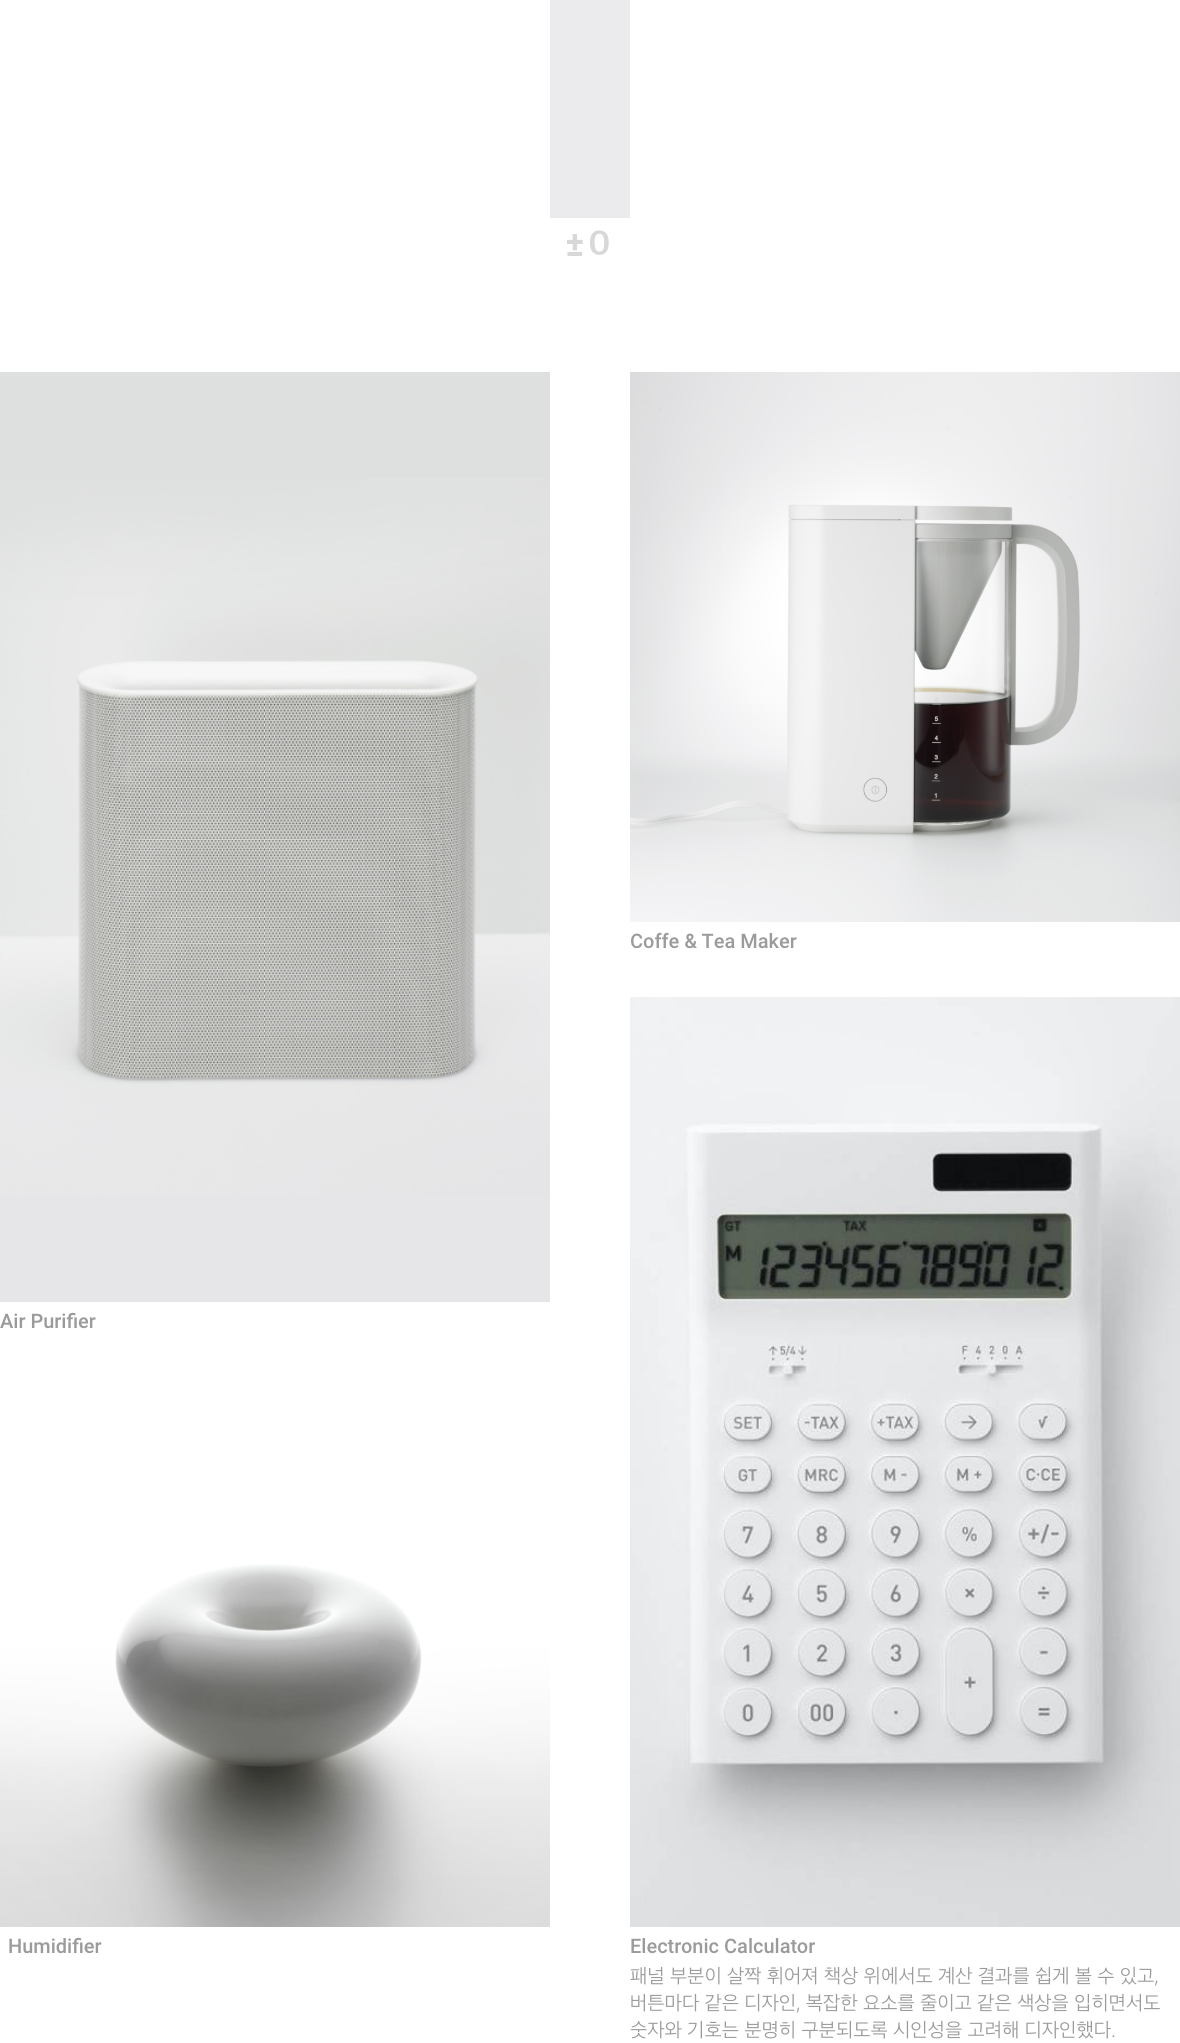 ±0
5
4
3
2
1
Coffe & Tea Maker
Air Purifier
GT TAX
M 123'456'789'0 12.
↑ 5/4 ↓
F 4 2 0 A
SET -TAX +TAX → √
GT MRC M - M + C·CE
7 8 9 % +/-
4 5 6 × ÷
1 2 3 + -
0 00 · =
Humidifier
Electronic Calculator
패널 부분이 살짝 휘어져 책상 위에서도 계산 결과를 쉽게 볼 수 있고,
버튼마다 같은 디자인, 복잡한 요소를 줄이고 같은 색상을 입히면서도
숫자와 기호는 분명히 구분되도록 시인성을 고려해 디자인했다.